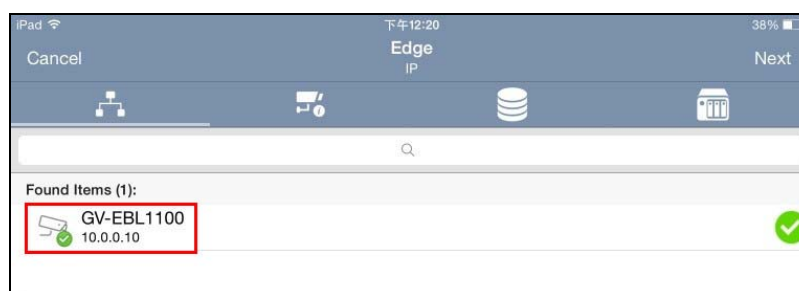 iPad 下午12:20 38%
Cancel Edge Next
IP
Found Items (1):
GV-EBL1100
10.0.0.10